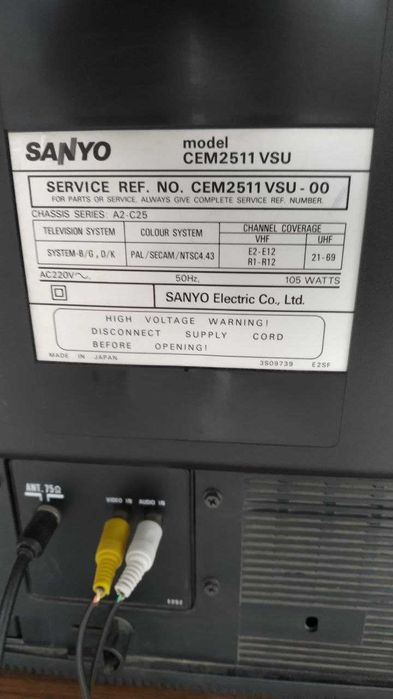 SANYO
model
CEM2511VSU
SERVICE REF. NO. CEM2511VSU-00
FOR PARTS OR SERVICE, ALWAYS GIVE COMPLETE SERVICE REF. NUMBER.
CHASSIS SERIES: A2-C25
TELEVISION SYSTEM COLOUR SYSTEM CHANNEL COVERAGE
VHF UHF
SYSTEM-B/G, D/K PAL/SECAM/NTSC4.43 E2-E12 21-69
R1-R12
AC220V~, 50Hz, 105 WATTS
SANYO Electric Co., Ltd.
HIGH VOLTAGE WARNING!
DISCONNECT SUPPLY CORD
BEFORE OPENING!
MADE IN JAPAN 3S09739 E2SF
ANT. 75Ω
VIDEO IN AUDIO IN